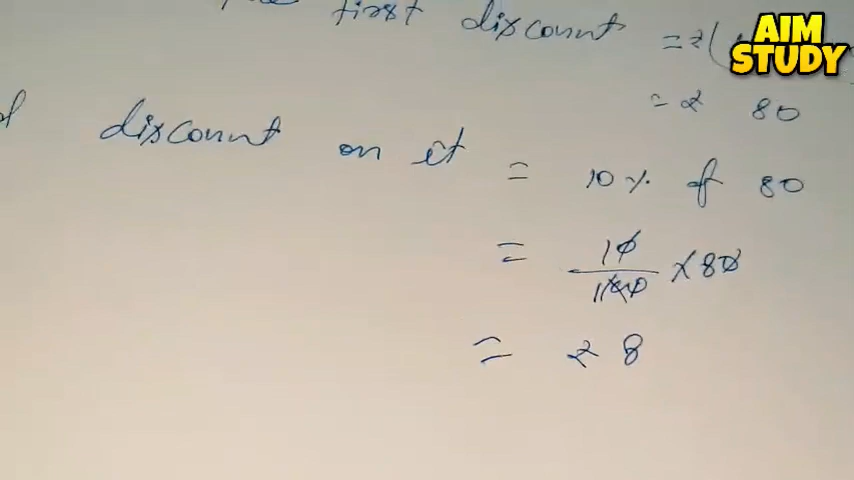 first discount = ₹(
AIM
STUDY
= ₹ 80
discount on it = 10% of 80
= 10/100 × 80
= ₹ 8